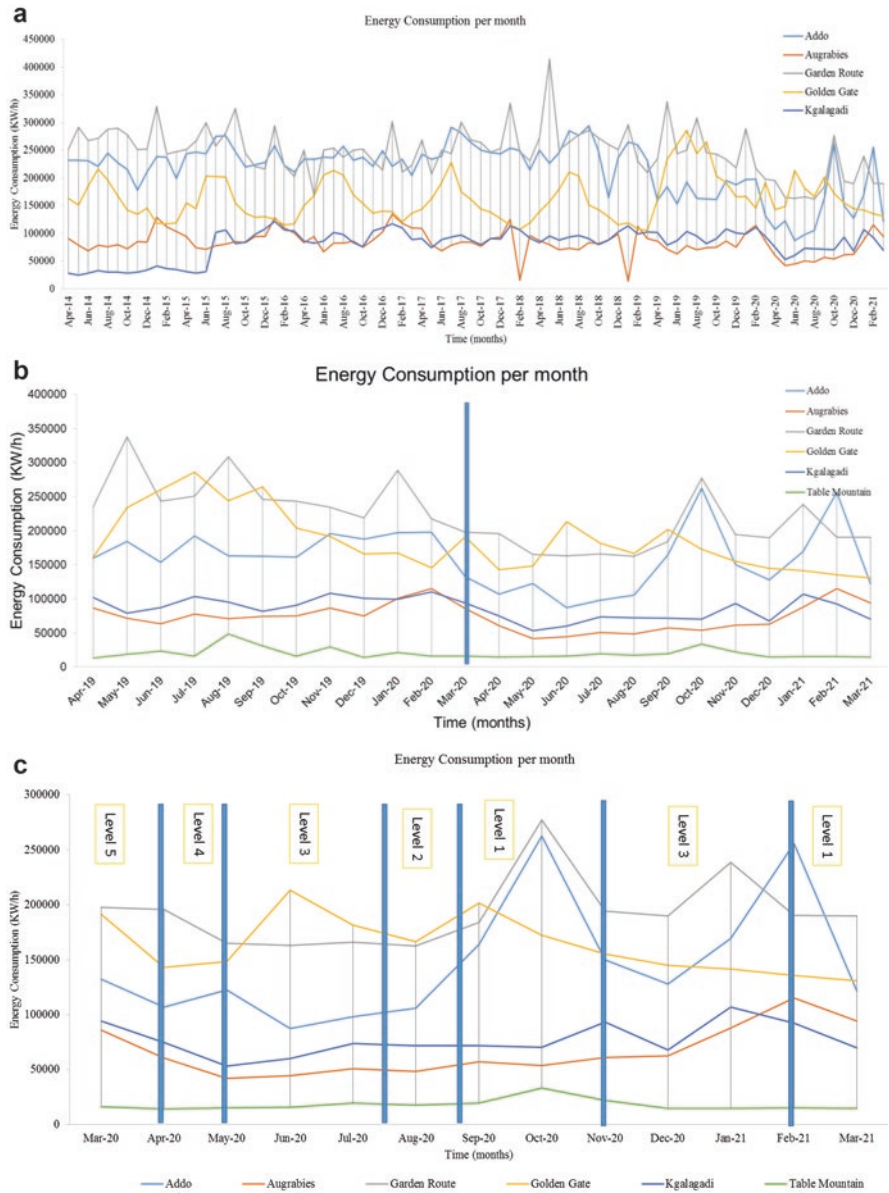 a
Energy Consumption per month
450000
400000
350000
300000
250000
200000
150000
100000
50000
0
Energy Consumption (KW/h)
Addo
Augrabies
Garden Route
Golden Gate
Kgalagadi
Apr-14
Jun-14
Aug-14
Oct-14
Dec-14
Feb-15
Apr-15
Jun-15
Aug-15
Oct-15
Dec-15
Feb-16
Apr-16
Jun-16
Aug-16
Oct-16
Dec-16
Feb-17
Apr-17
Jun-17
Aug-17
Oct-17
Dec-17
Feb-18
Apr-18
Jun-18
Aug-18
Oct-18
Dec-18
Feb-19
Apr-19
Jun-19
Aug-19
Oct-19
Dec-19
Feb-20
Apr-20
Jun-20
Aug-20
Oct-20
Dec-20
Feb-21
Time (months)
b
Energy Consumption per month
400000
350000
300000
250000
200000
150000
100000
50000
0
Energy Consumption (KW/h)
Addo
Augrabies
Garden Route
Golden Gate
Kgalagadi
Table Mountain
Apr-19
May-19
Jun-19
Jul-19
Aug-19
Sep-19
Oct-19
Nov-19
Dec-19
Jan-20
Feb-20
Mar-20
Apr-20
May-20
Jun-20
Jul-20
Aug-20
Sep-20
Oct-20
Nov-20
Dec-20
Jan-21
Feb-21
Mar-21
Time (months)
c
Energy Consumption per month
300000
250000
200000
150000
100000
50000
0
Energy Consumption (KW/h)
Level 5
Level 4
Level 3
Level 2
Level 1
Level 3
Level 1
Mar-20
Apr-20
May-20
Jun-20
Jul-20
Aug-20
Sep-20
Oct-20
Nov-20
Dec-20
Jan-21
Feb-21
Mar-21
Time (months)
Addo
Augrabies
Garden Route
Golden Gate
Kgalagadi
Table Mountain